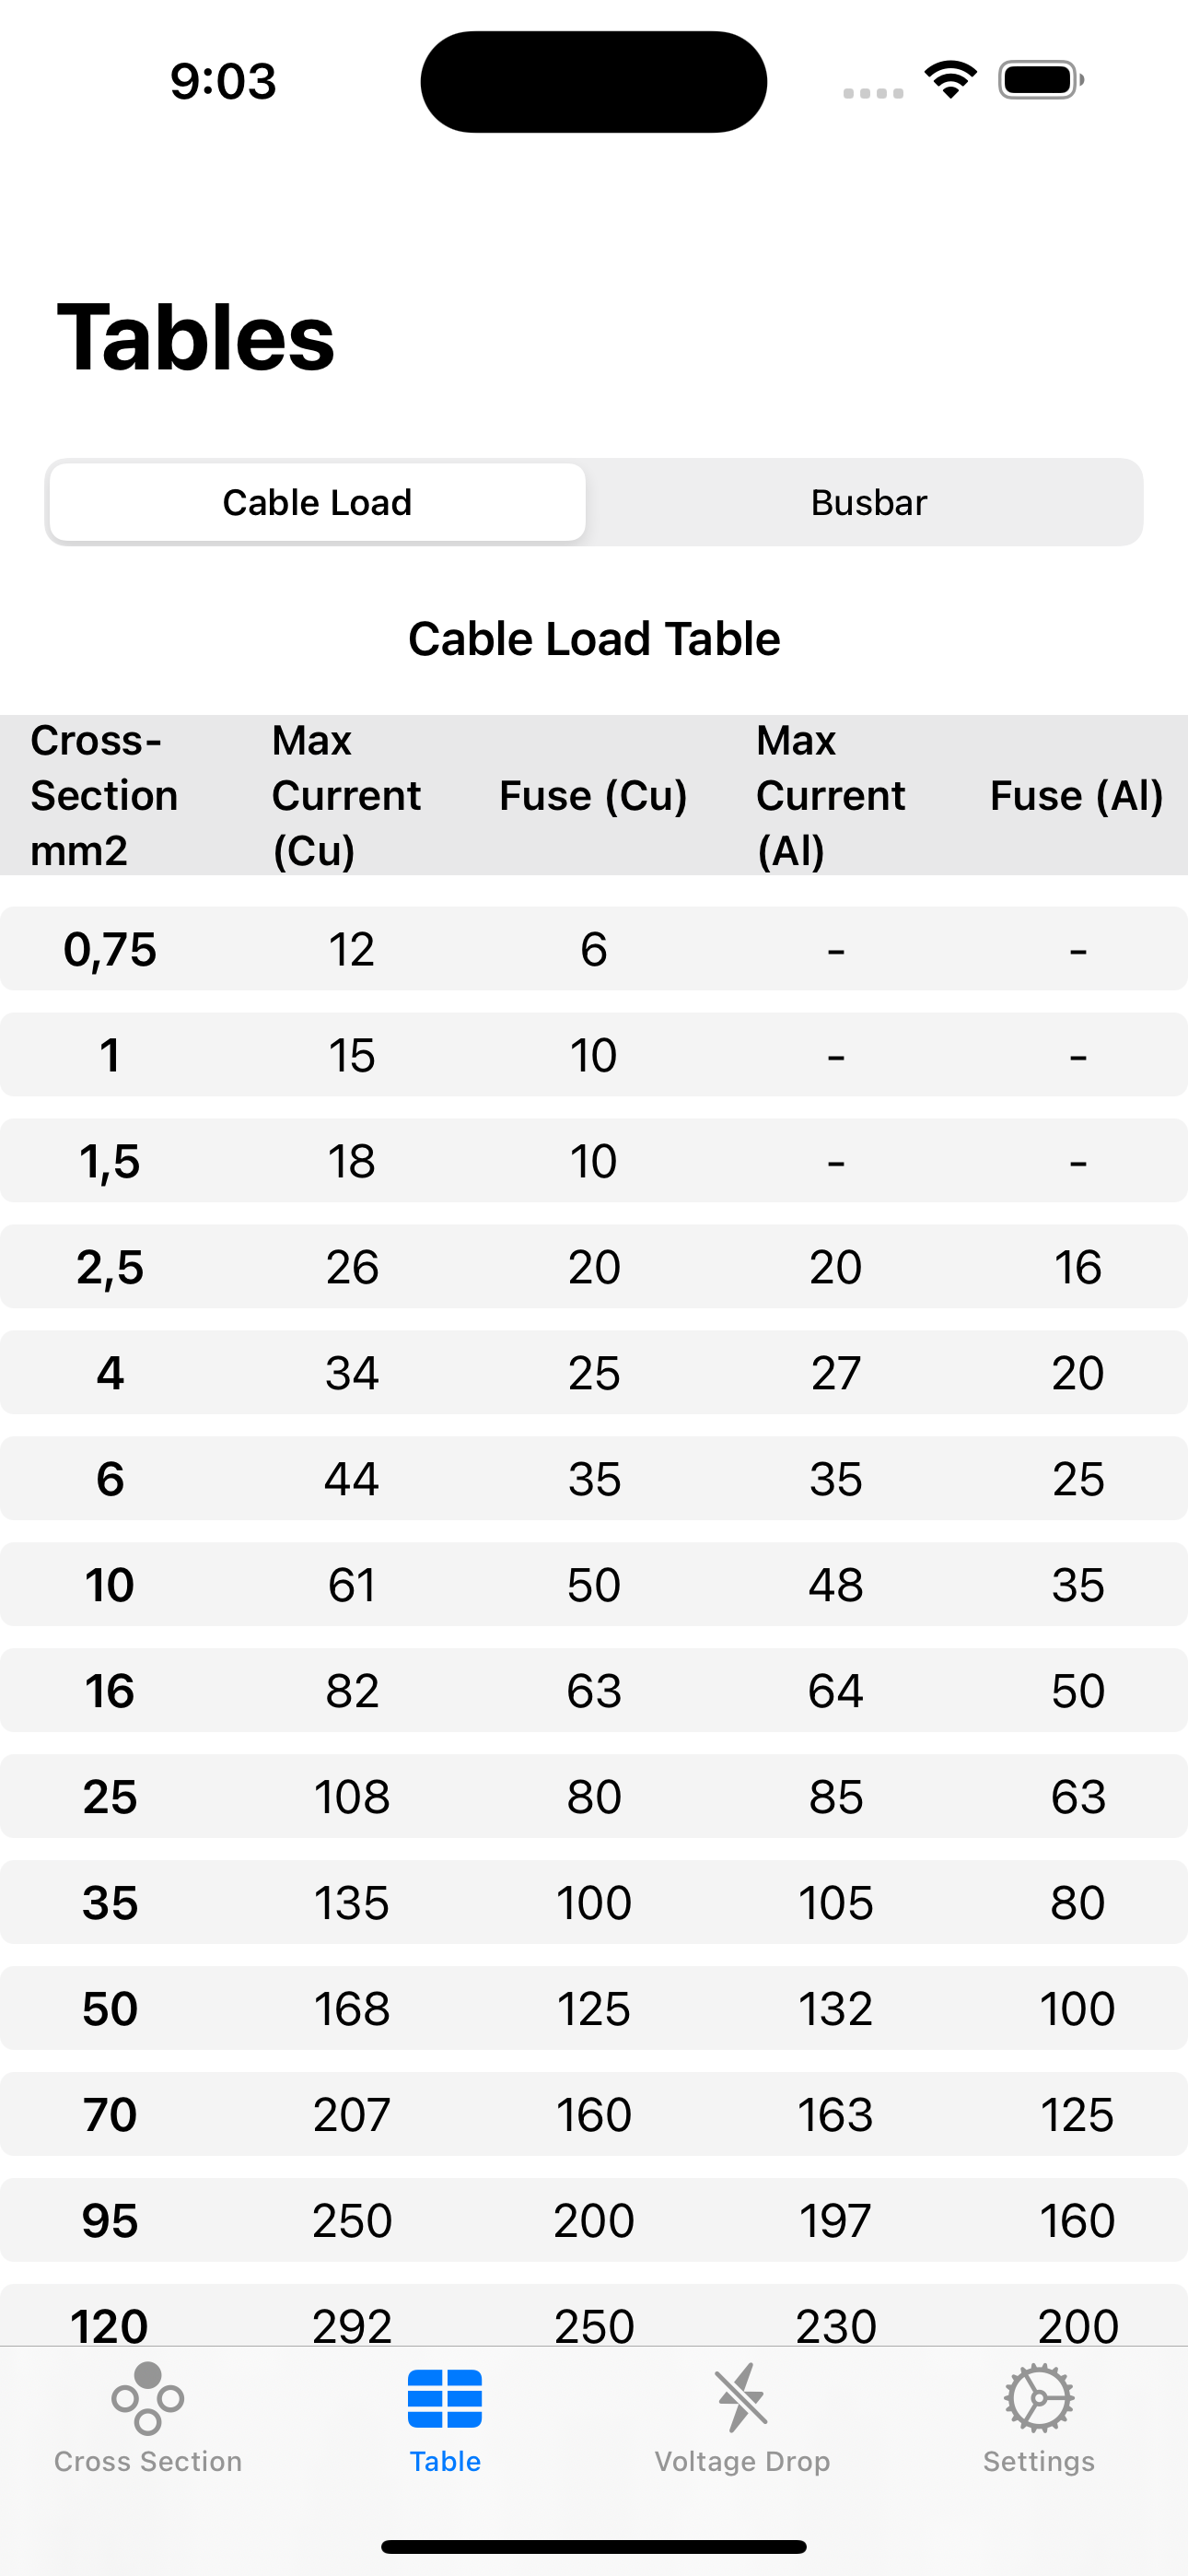 9:03
Tables
Cable Load Busbar
Cable Load Table
Cross-Section mm2 Max Current (Cu) Fuse (Cu) Max Current (Al) Fuse (Al)
0,75 12 6 - -
1 15 10 - -
1,5 18 10 - -
2,5 26 20 20 16
4 34 25 27 20
6 44 35 35 25
10 61 50 48 35
16 82 63 64 50
25 108 80 85 63
35 135 100 105 80
50 168 125 132 100
70 207 160 163 125
95 250 200 197 160
120 292 250 230 200
Cross Section Table Voltage Drop Settings